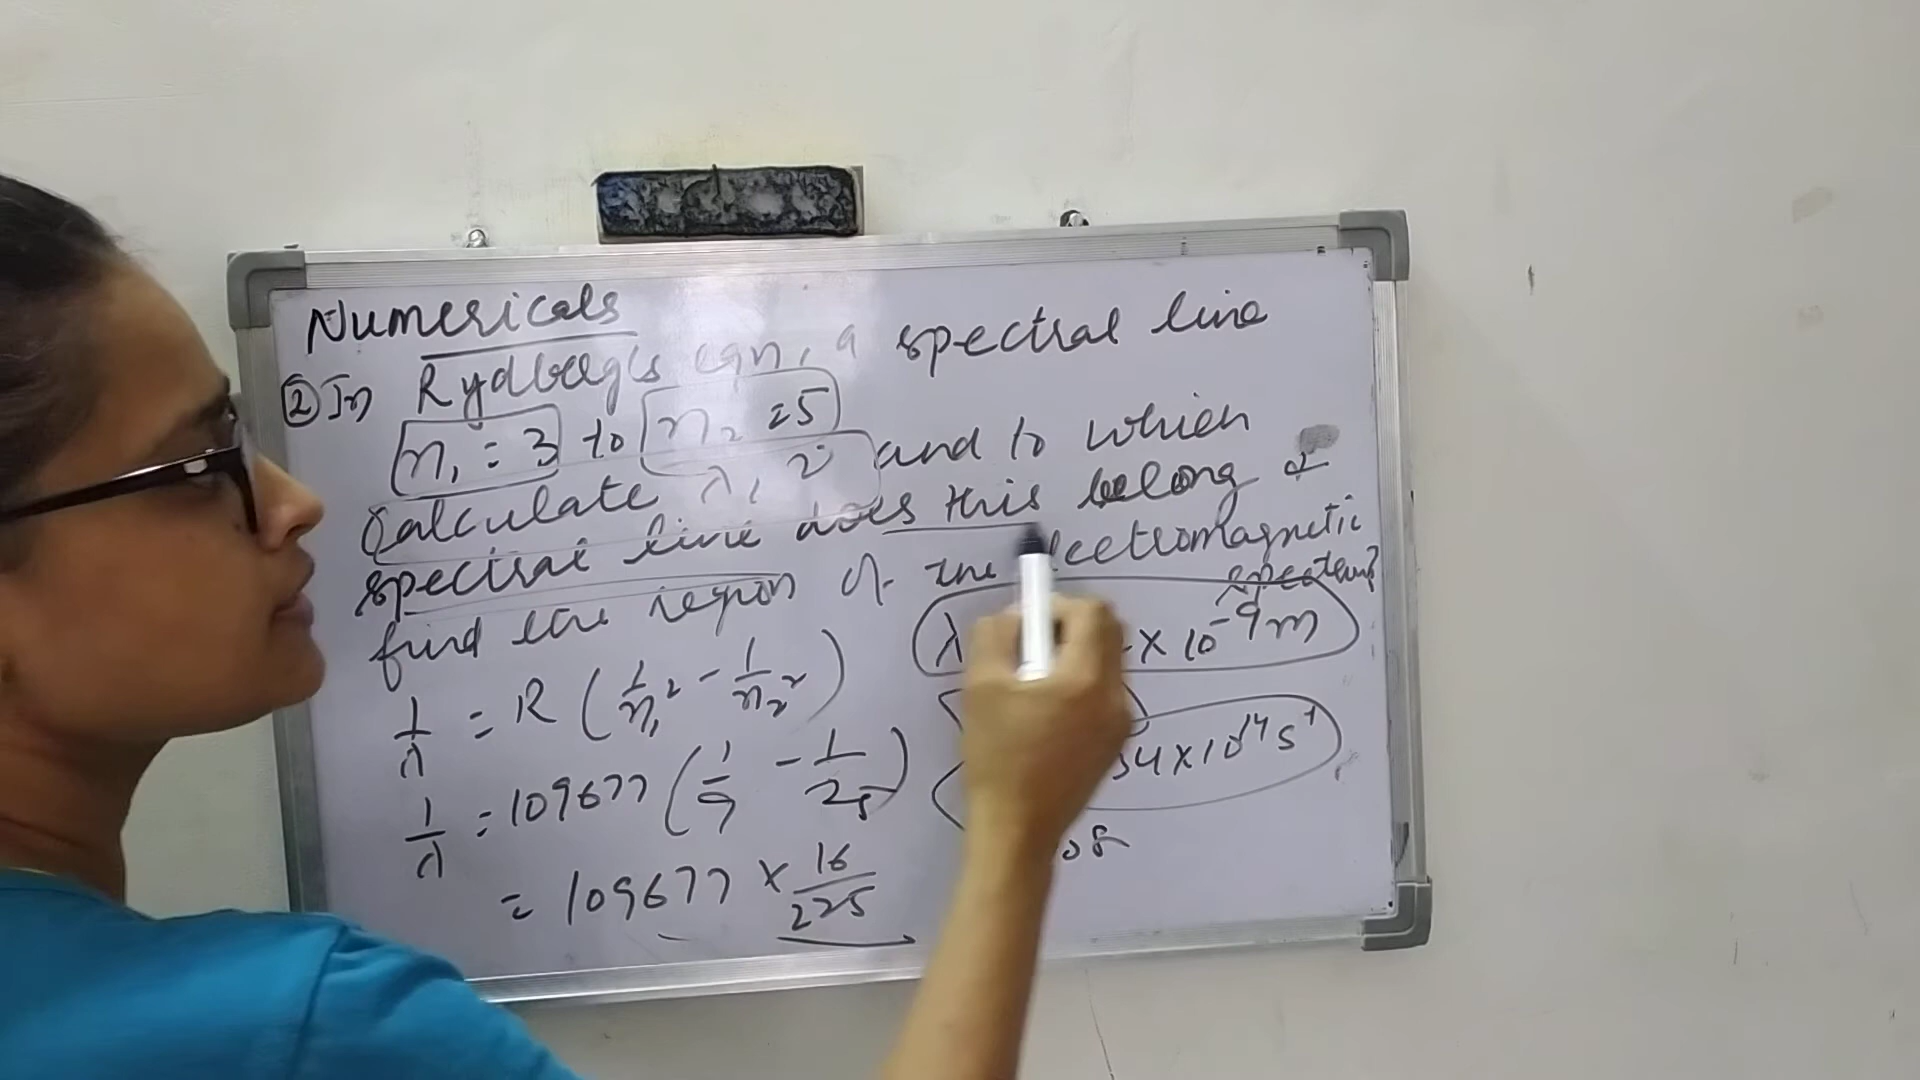 Numericals
② In Rydberg's eqn, a spectral line
n₁ = 3 to n₂ = 5
Calculate λ, ν̄ and to which
spectral line does this belong &
find the region of the electromagnetic
spectrum?
1/λ = R (1/n₁² - 1/n₂²)
1/λ = 109677 (1/9 - 1/25)
= 109677 × 16/225
λ × 10⁻⁹ m
34 × 10¹⁴ s⁻¹